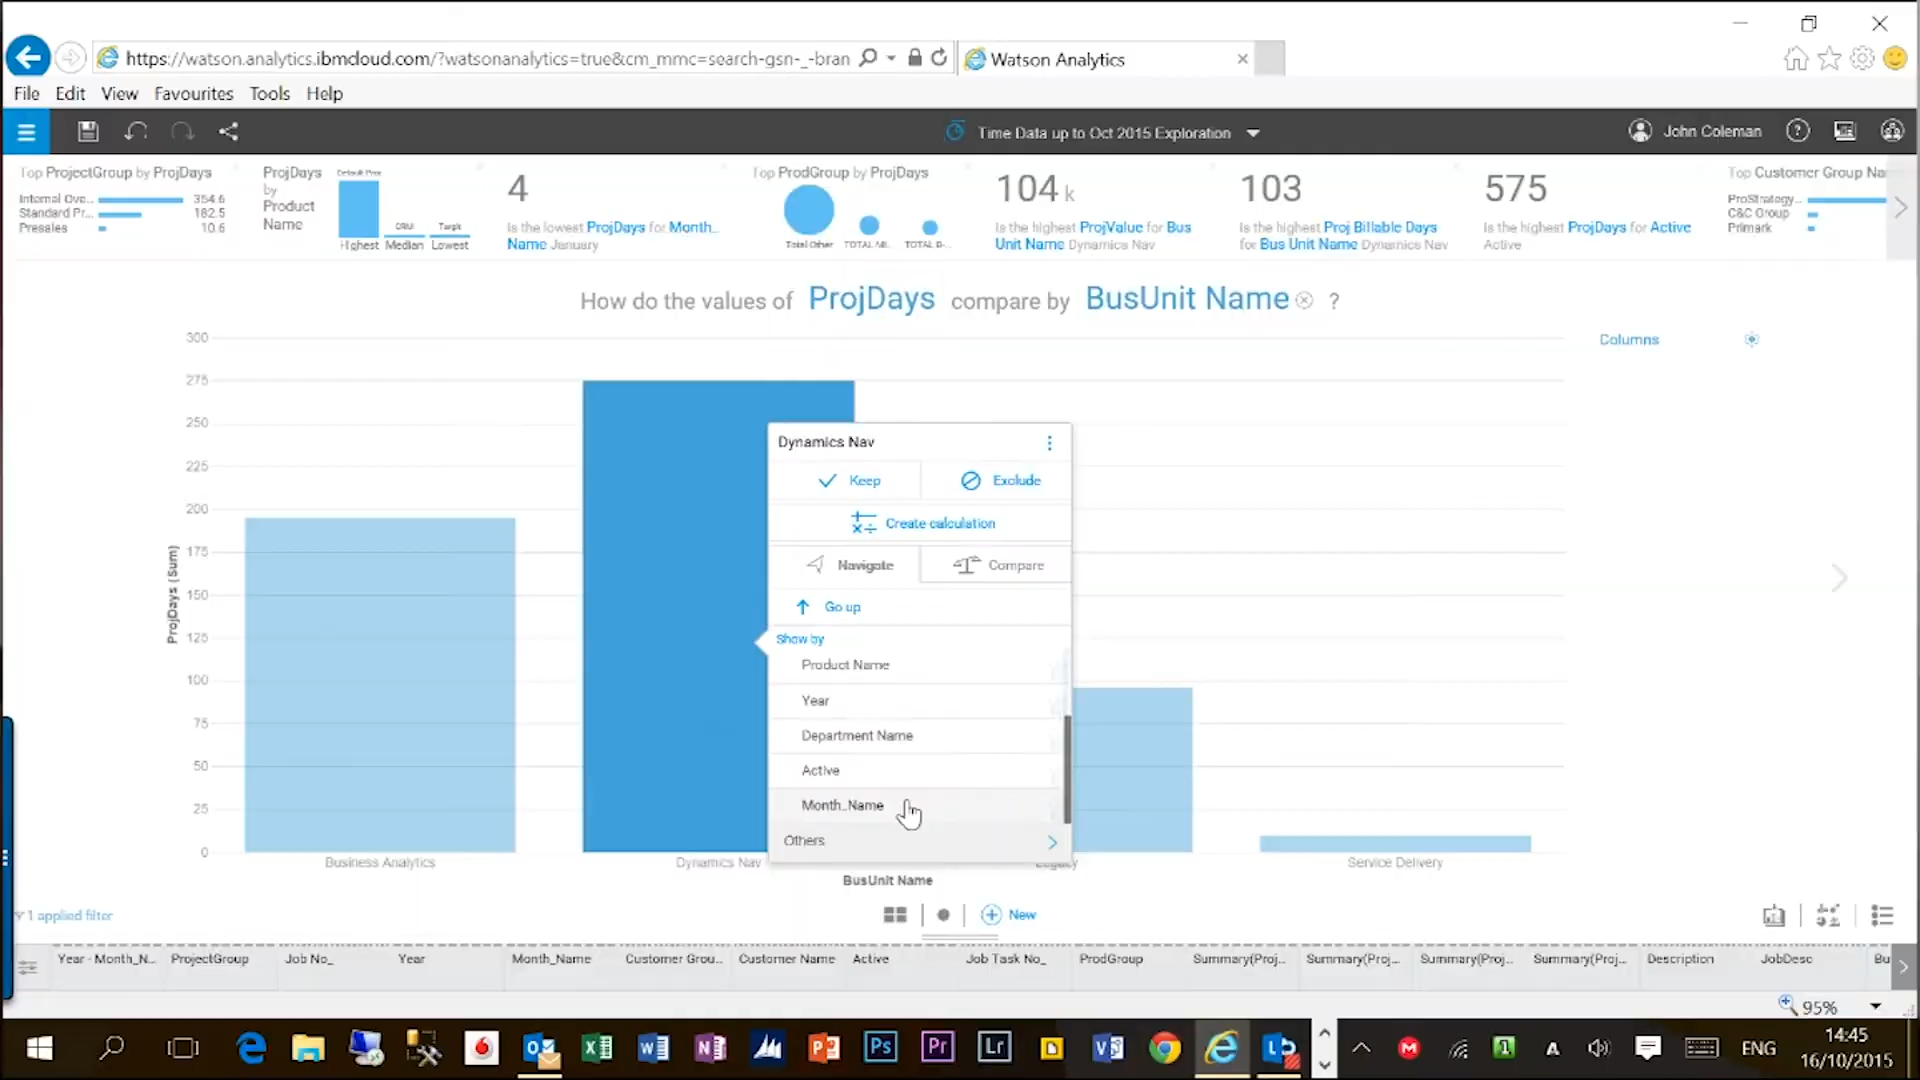 https://watson.analytics.ibmcloud.com/?watsonanalytics=true&cm_mmc=search-gsn-_-bran
Watson Analytics
File Edit View Favourites Tools Help
Time Data up to Oct 2015 Exploration
John Coleman
Top ProjectGroup by ProjDays
Internal Ove... 354.6
Standard Pr... 182.5
Presales 10.6
ProjDays
by
Product
Name
Highest Median Lowest
4
Is the lowest ProjDays for Month_
Name January
Top ProdGroup by ProjDays
Total Other
104 k
Is the highest ProjValue for Bus
Unit Name Dynamics Nav
103
Is the highest Proj Billable Days
for Bus Unit Name Dynamics Nav
575
Is the highest ProjDays for Active
Active
Top Customer Group Na
ProStrategy...
C&C Group
Primark
How do the values of ProjDays compare by BusUnit Name ?
Columns
300
275
250
225
200
175
150
125
100
75
50
25
0
ProjDays (Sum)
Dynamics Nav
Keep Exclude
Create calculation
Navigate Compare
Go up
Show by
Product Name
Year
Department Name
Active
Month_Name
Others
Business Analytics Dynamics Nav Legacy Service Delivery
BusUnit Name
1 applied filter
New
Year - Month_N... ProjectGroup Job No_ Year Month_Name Customer Grou... Customer Name Active Job Task No_ ProdGroup Summary(Proj... Summary(Proj... Summary(Proj... Summary(Proj... Description JobDesc Bu
95%
ENG
14:45
16/10/2015